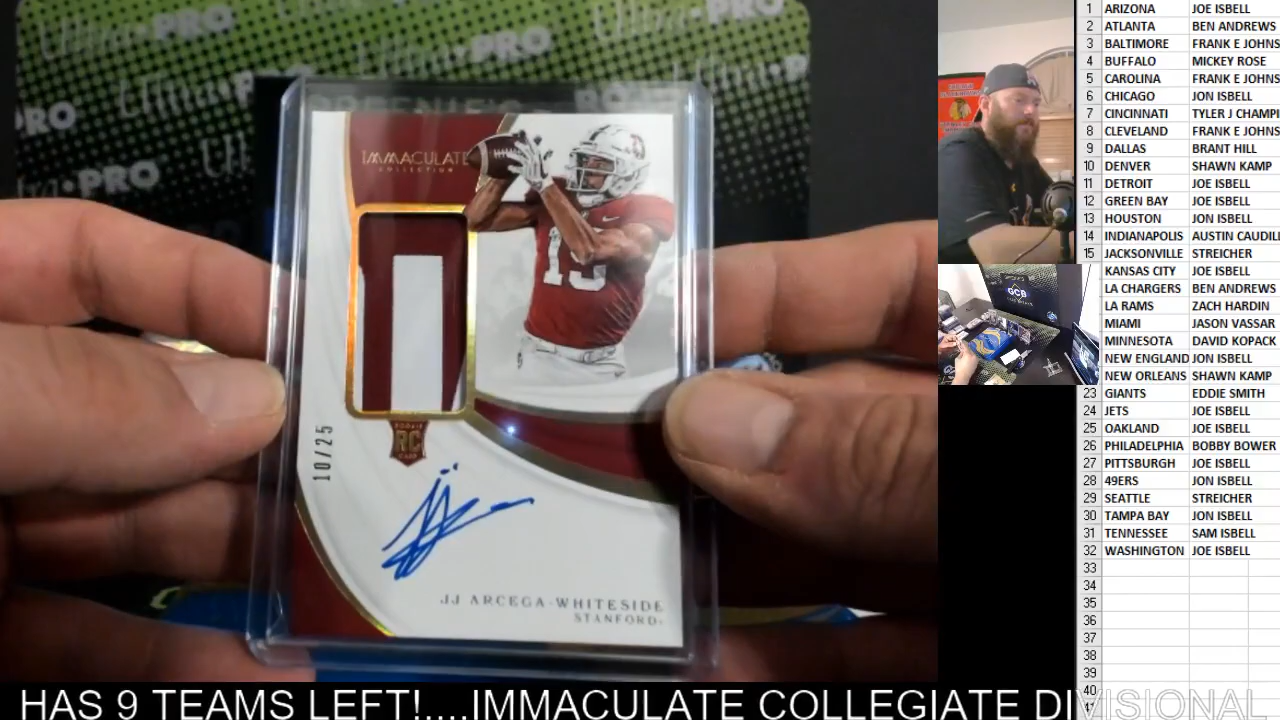 Ultra•PRO
IMMACULATE
COLLECTION
15
10/25
ROOKIE
RC
CARD
JJ ARCEGA-WHITESIDE
STANFORD
GCB
1 ARIZONA JOE ISBELL
2 ATLANTA BEN ANDREWS
3 BALTIMORE FRANK E JOHNS
4 BUFFALO MICKEY ROSE
5 CAROLINA FRANK E JOHNS
6 CHICAGO JON ISBELL
7 CINCINNATI TYLER J CHAMPI
8 CLEVELAND FRANK E JOHNS
9 DALLAS BRANT HILL
10 DENVER SHAWN KAMP
11 DETROIT JOE ISBELL
12 GREEN BAY JOE ISBELL
13 HOUSTON JON ISBELL
14 INDIANAPOLIS AUSTIN CAUDILL
15 JACKSONVILLE STREICHER
KANSAS CITY JOE ISBELL
LA CHARGERS BEN ANDREWS
LA RAMS ZACH HARDIN
MIAMI JASON VASSAR
MINNESOTA DAVID KOPACK
NEW ENGLAND JON ISBELL
NEW ORLEANS SHAWN KAMP
23 GIANTS EDDIE SMITH
24 JETS JOE ISBELL
25 OAKLAND JOE ISBELL
26 PHILADELPHIA BOBBY BOWER
27 PITTSBURGH JOE ISBELL
28 49ERS JON ISBELL
29 SEATTLE STREICHER
30 TAMPA BAY JON ISBELL
31 TENNESSEE SAM ISBELL
32 WASHINGTON JOE ISBELL
33
34
35
36
37
38
39
40
HAS 9 TEAMS LEFT!....IMMACULATE COLLEGIATE DIVISIONAL